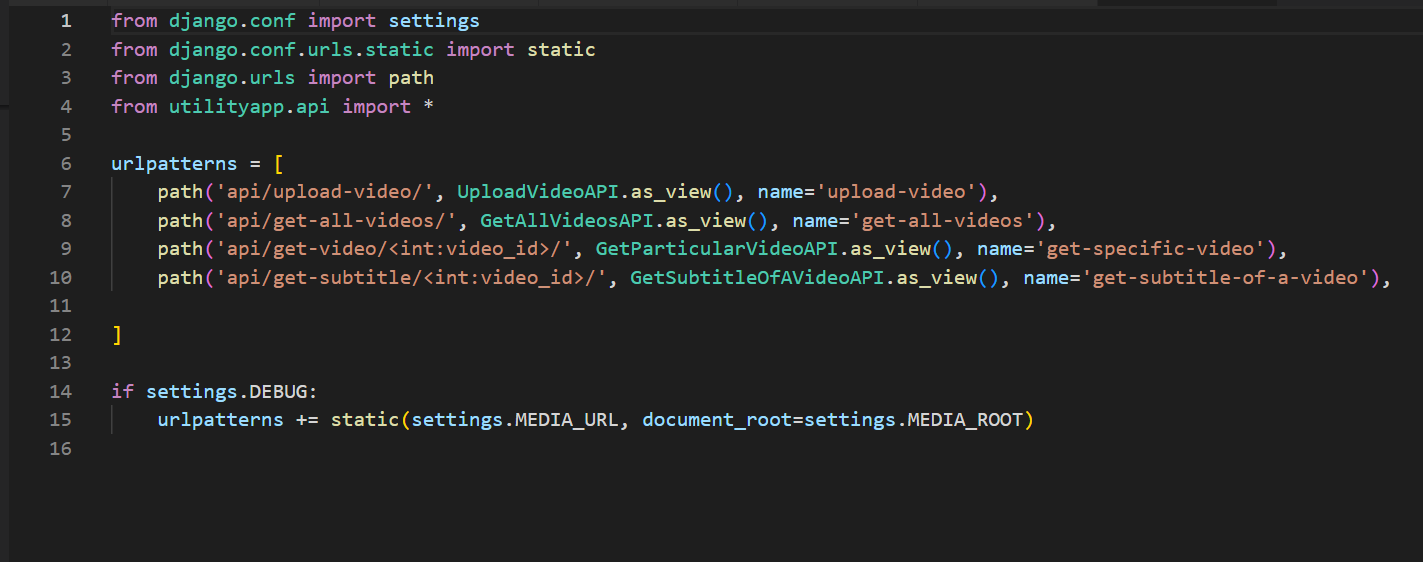 1 from django.conf import settings
2 from django.conf.urls.static import static
3 from django.urls import path
4 from utilityapp.api import *
5
6 urlpatterns = [
7     path('api/upload-video/', UploadVideoAPI.as_view(), name='upload-video'),
8     path('api/get-all-videos/', GetAllVideosAPI.as_view(), name='get-all-videos'),
9     path('api/get-video/<int:video_id>/', GetParticularVideoAPI.as_view(), name='get-specific-video'),
10     path('api/get-subtitle/<int:video_id>/', GetSubtitleOfAVideoAPI.as_view(), name='get-subtitle-of-a-video'),
11
12 ]
13
14 if settings.DEBUG:
15     urlpatterns += static(settings.MEDIA_URL, document_root=settings.MEDIA_ROOT)
16